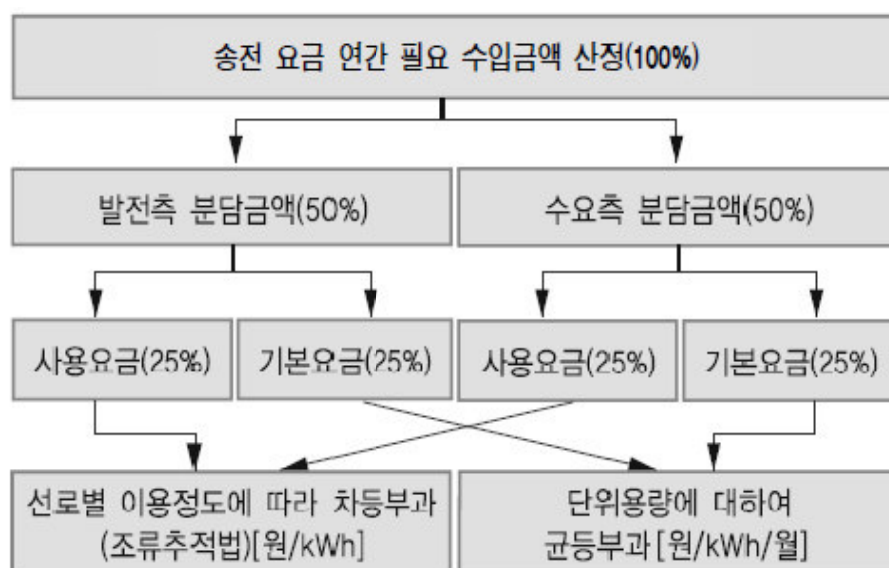 송전 요금 연간 필요 수입금액 산정(100%)
발전측 분담금액(50%)
수요측 분담금액(50%)
사용요금(25%)
기본요금(25%)
사용요금(25%)
기본요금(25%)
선로별 이용정도에 따라 차등부과
(조류추적법)[원/kWh]
단위용량에 대하여
균등부과[원/kWh/월]